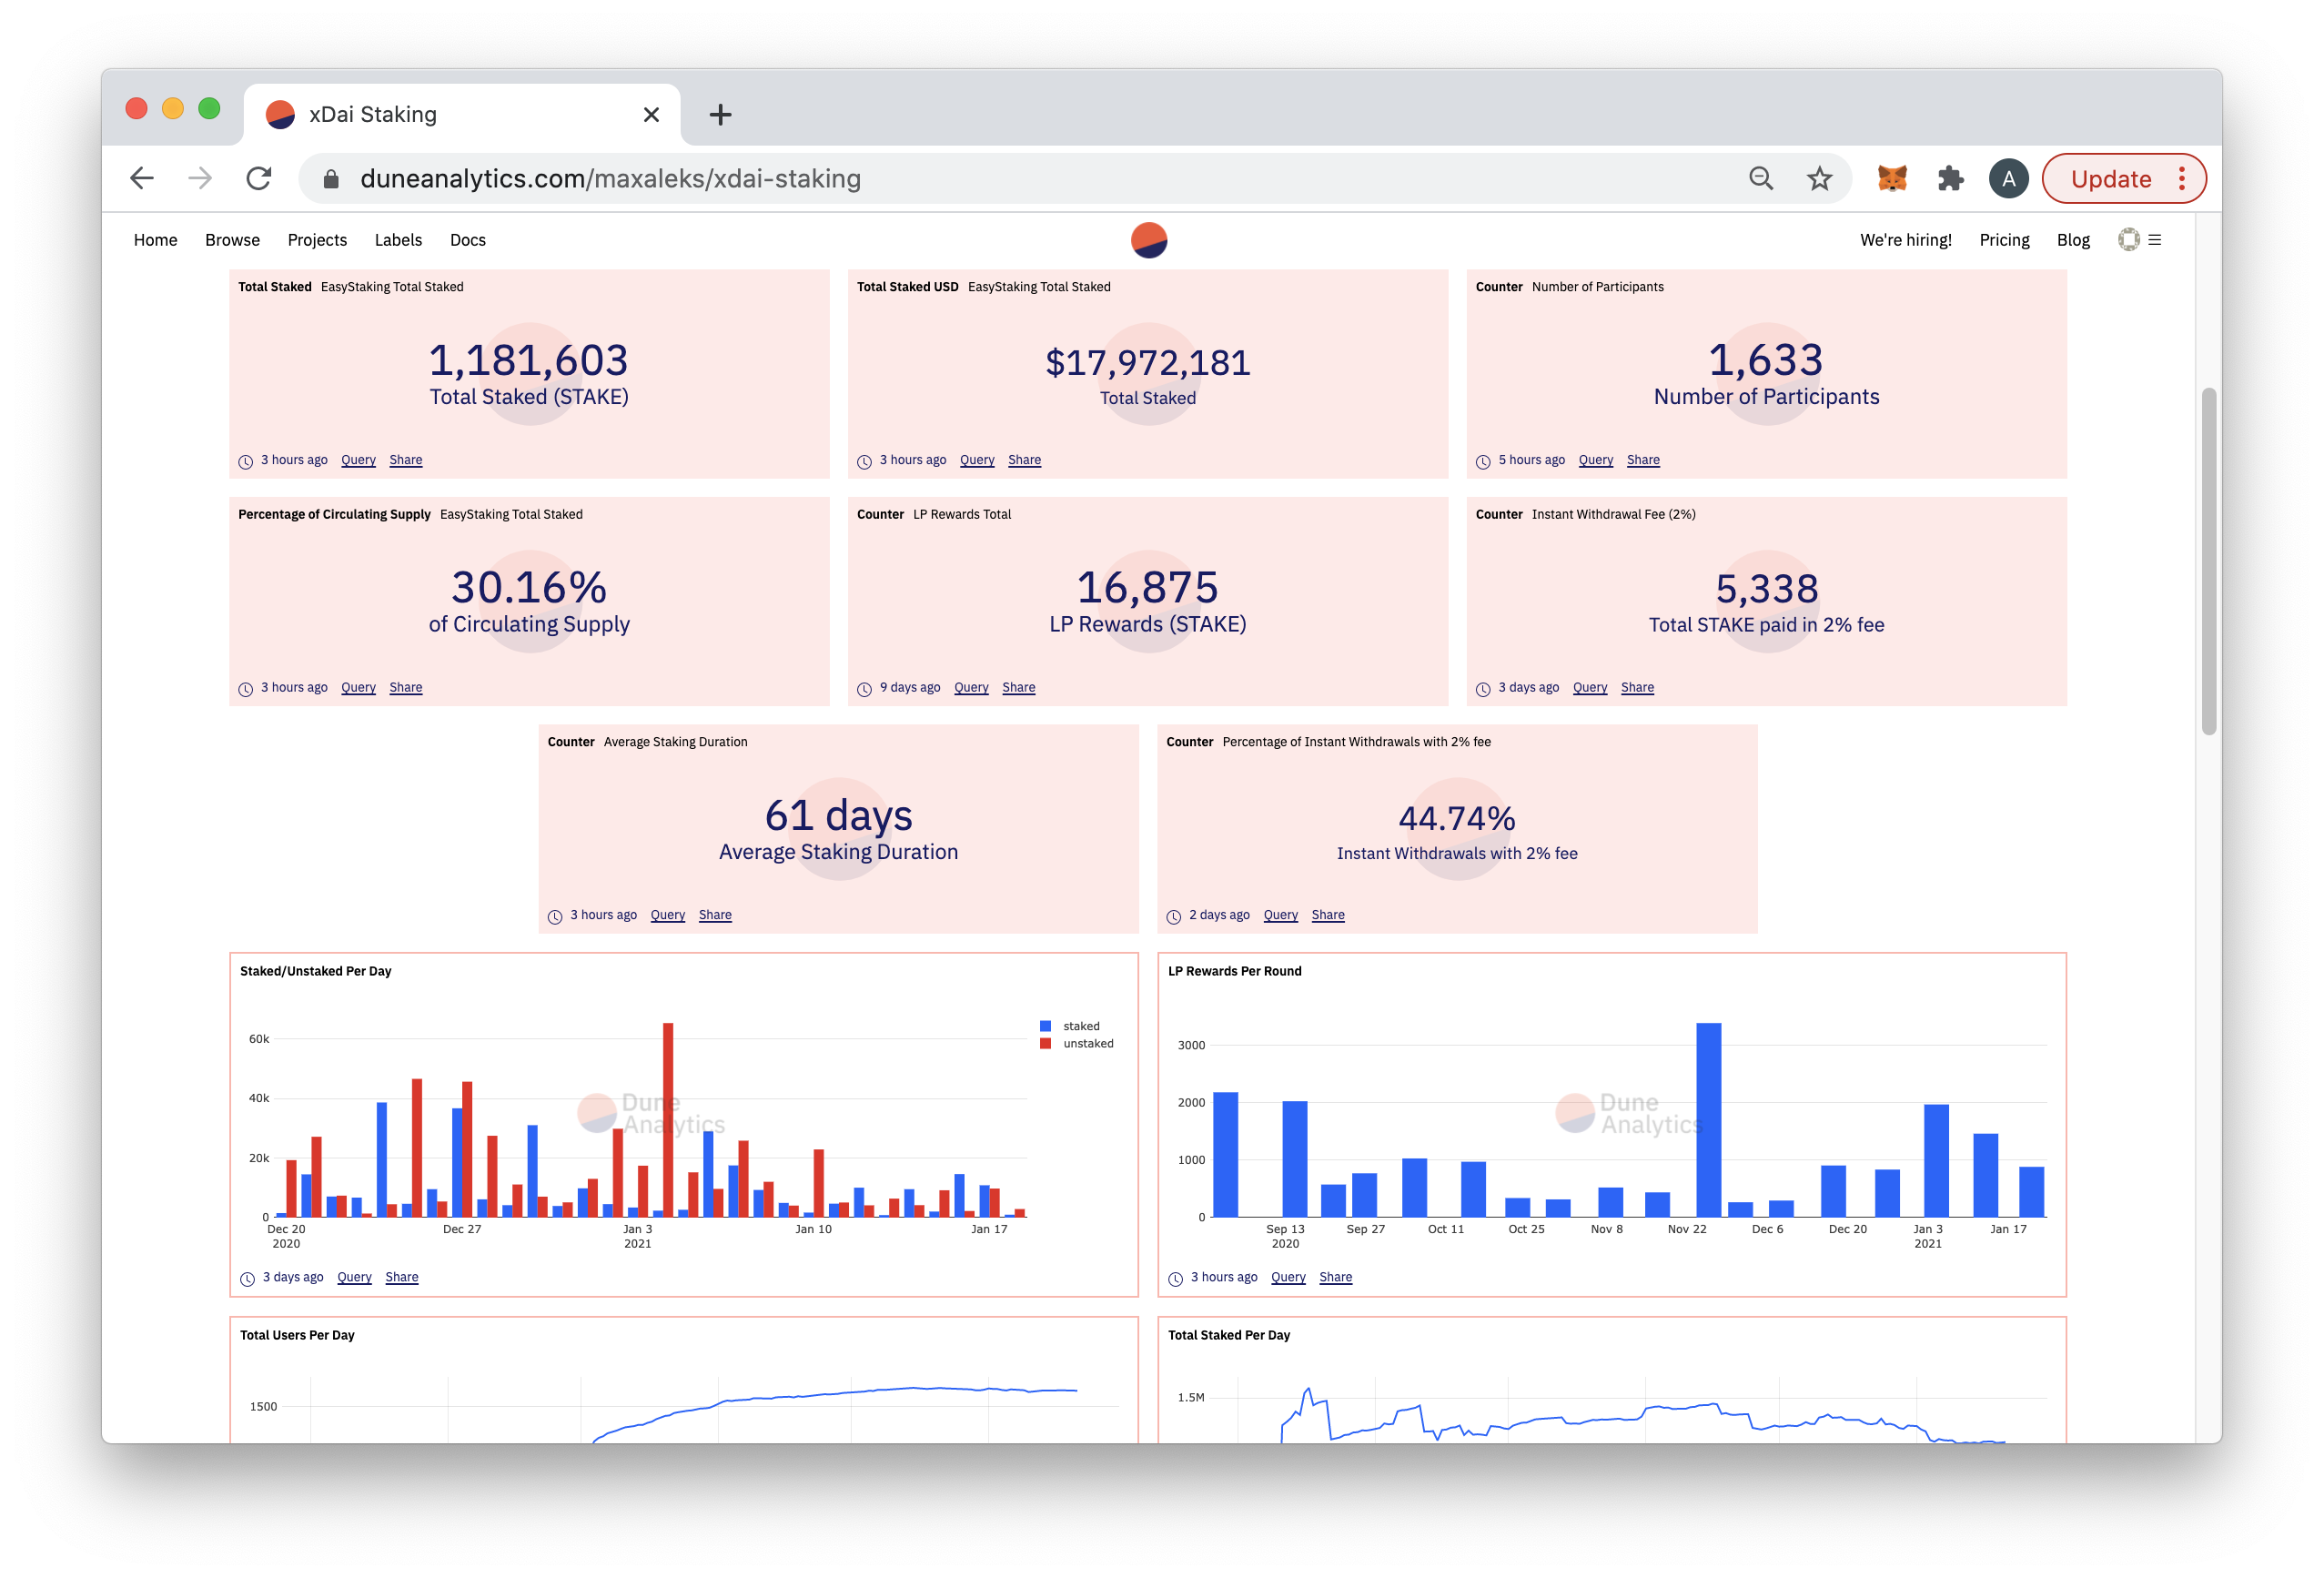 xDai Staking
duneanalytics.com/maxaleks/xdai-staking
A
Update
Home Browse Projects Labels Docs
We're hiring! Pricing Blog
Total Staked EasyStaking Total Staked
1,181,603
Total Staked (STAKE)
3 hours ago Query Share
Total Staked USD EasyStaking Total Staked
$17,972,181
Total Staked
3 hours ago Query Share
Counter Number of Participants
1,633
Number of Participants
5 hours ago Query Share
Percentage of Circulating Supply EasyStaking Total Staked
30.16%
of Circulating Supply
3 hours ago Query Share
Counter LP Rewards Total
16,875
LP Rewards (STAKE)
9 days ago Query Share
Counter Instant Withdrawal Fee (2%)
5,338
Total STAKE paid in 2% fee
3 days ago Query Share
Counter Average Staking Duration
61 days
Average Staking Duration
3 hours ago Query Share
Counter Percentage of Instant Withdrawals with 2% fee
44.74%
Instant Withdrawals with 2% fee
2 days ago Query Share
Staked/Unstaked Per Day
staked
unstaked
60k
40k
20k
0
Dune
Analytics
Dec 20 Dec 27 Jan 3 Jan 10 Jan 17
2020 2021
3 days ago Query Share
LP Rewards Per Round
3000
2000
1000
0
Dune
Analytics
Sep 13 Sep 27 Oct 11 Oct 25 Nov 8 Nov 22 Dec 6 Dec 20 Jan 3 Jan 17
2020 2021
3 hours ago Query Share
Total Users Per Day
1500
Total Staked Per Day
1.5M